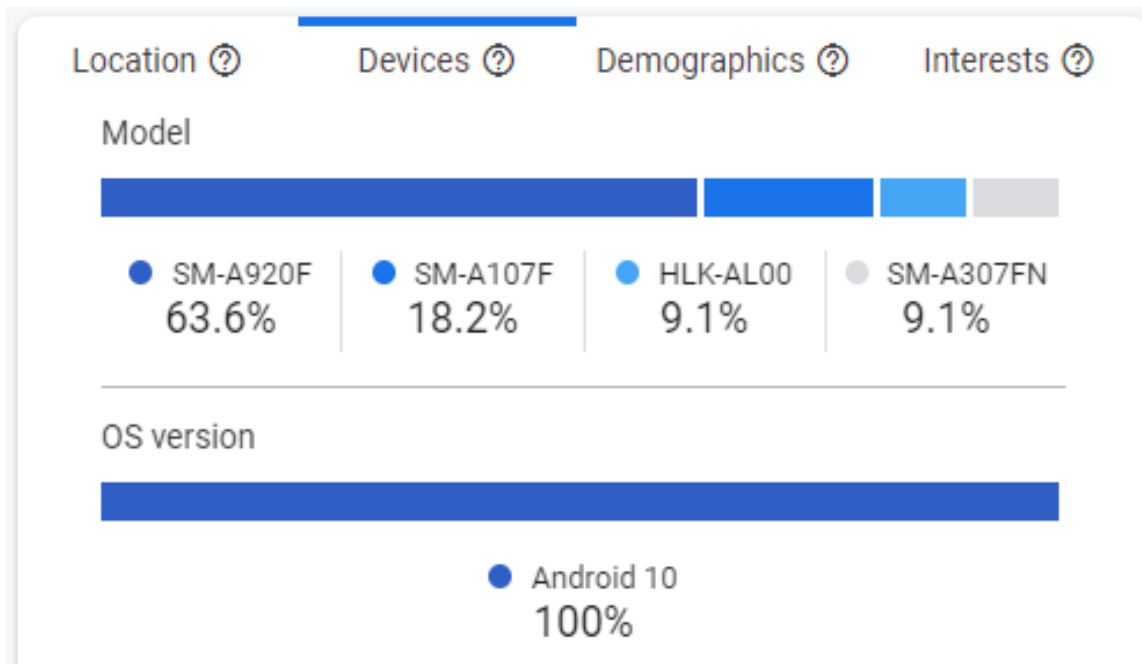 Location Devices Demographics Interests
Model
SM-A920F SM-A107F HLK-AL00 SM-A307FN
63.6% 18.2% 9.1% 9.1%
OS version
Android 10
100%